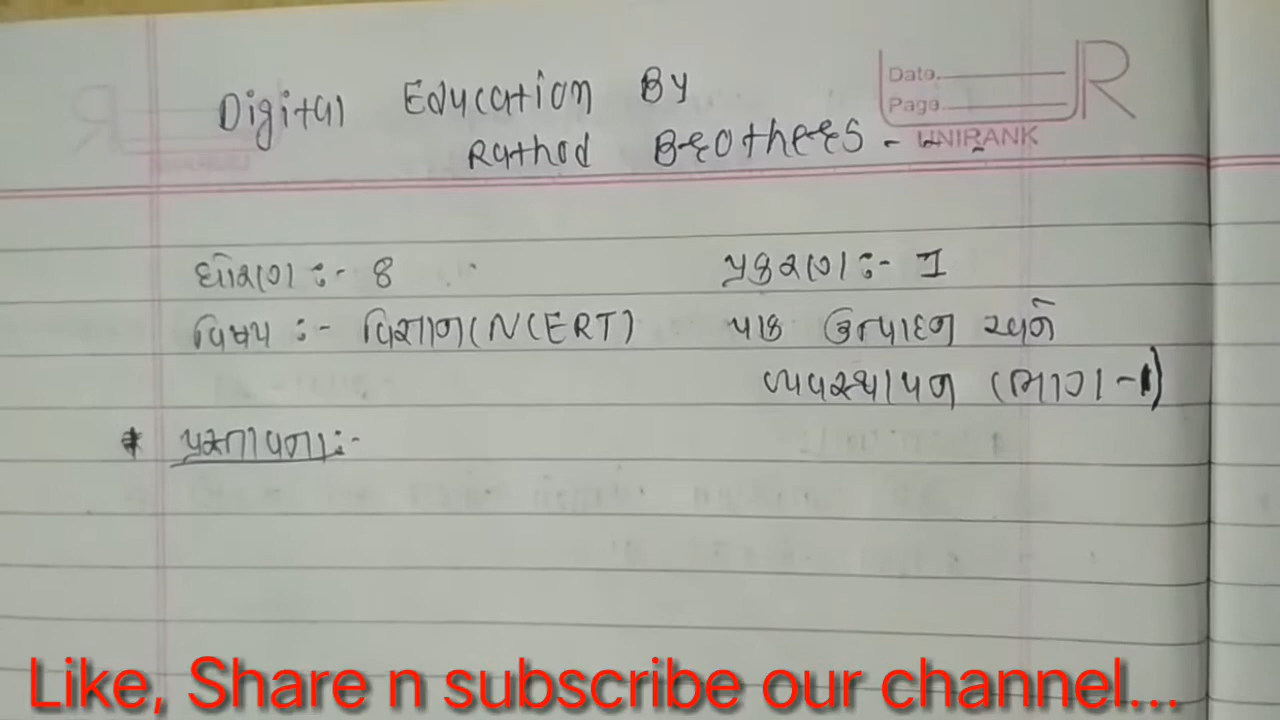 Digital Education By
Rathod Brothers -
Date.
Page
UNIRANK
ધોરણ :- 8
પ્રકરણ :- I
વિષય :- વિજ્ઞાન (NCERT)
પાક ઉત્પાદન અને
વ્યવસ્થાપન (ભાગ - 1)
* પ્રસ્તાવના :-
Like, Share n subscribe our channel...